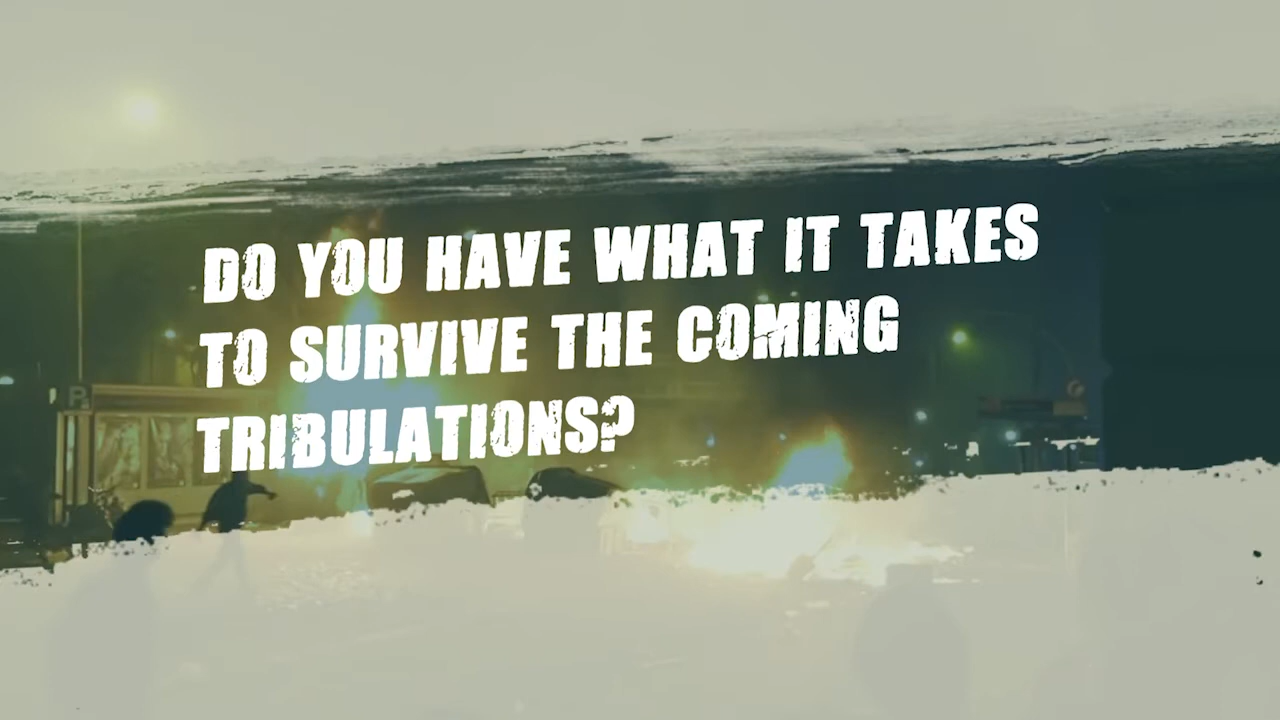 DO YOU HAVE WHAT IT TAKES
TO SURVIVE THE COMING
TRIBULATIONS?
P